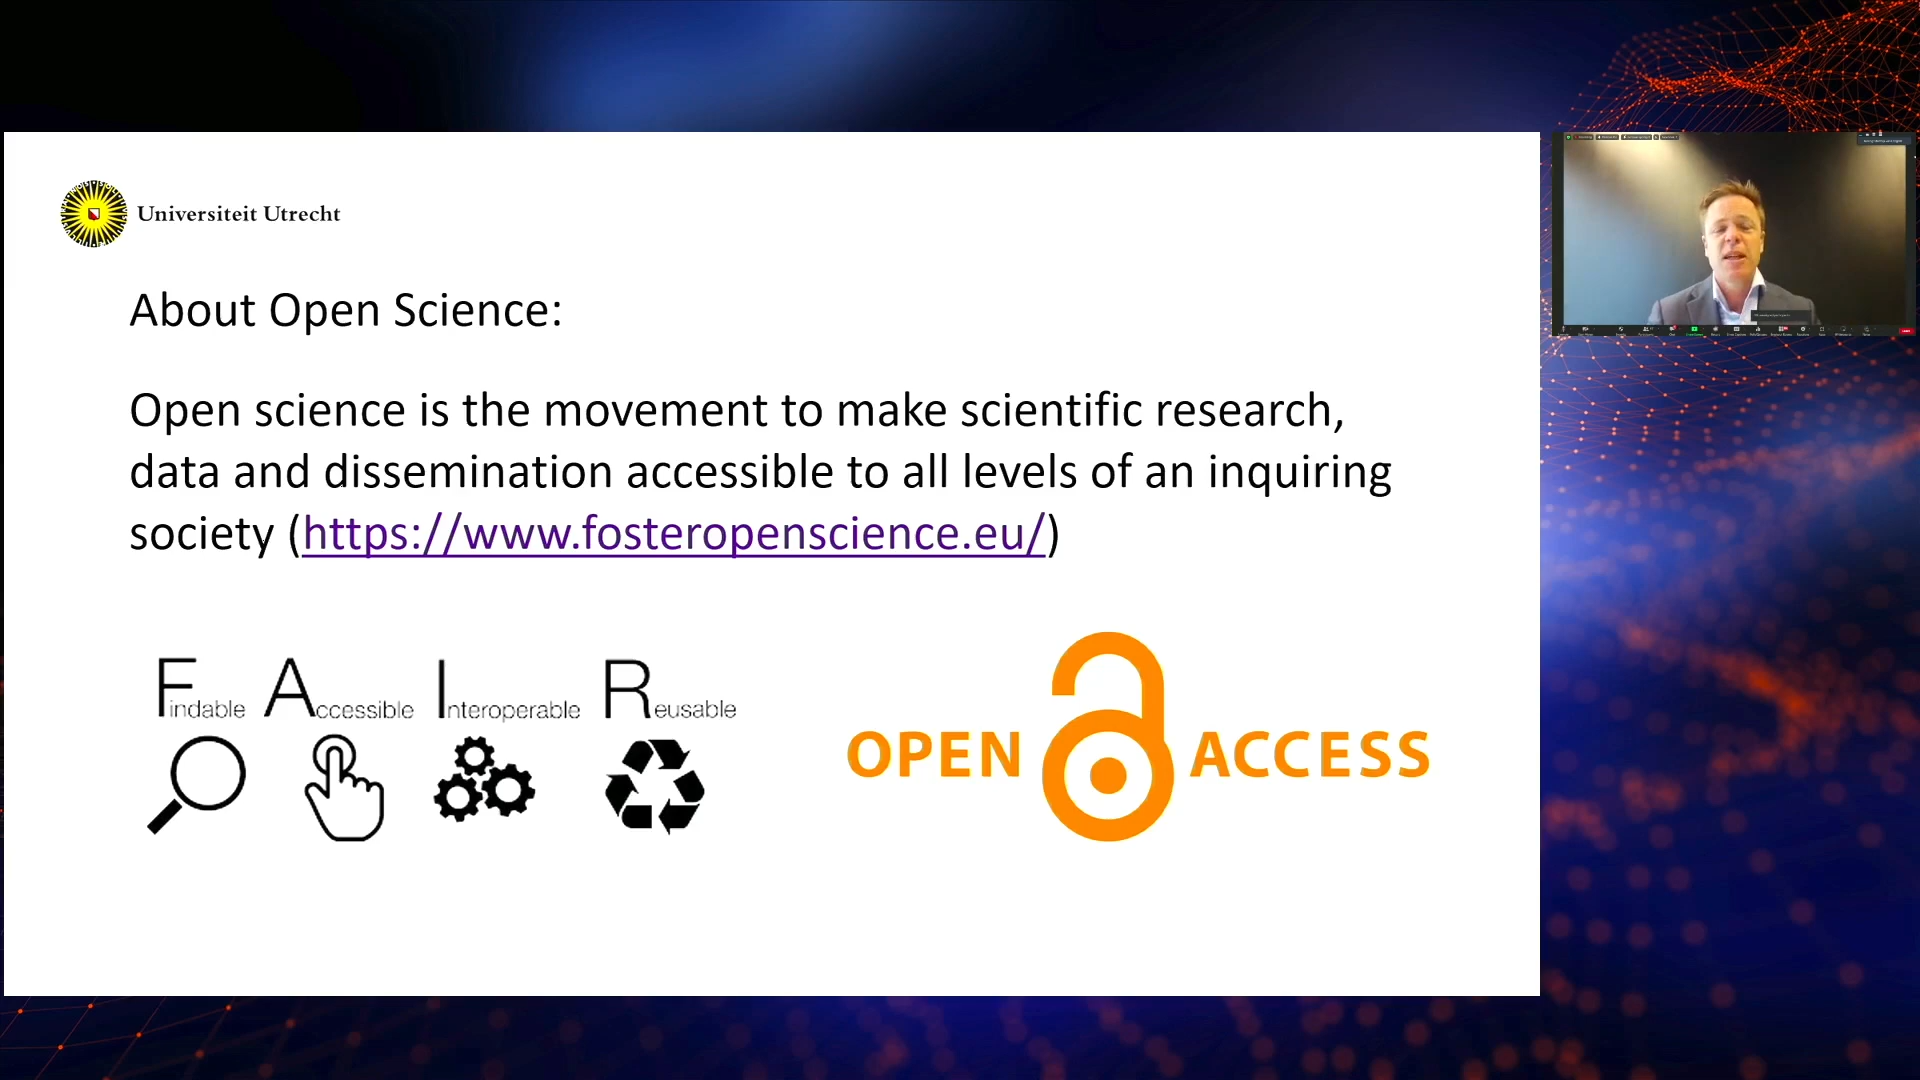 Universiteit Utrecht
About Open Science:
Open science is the movement to make scientific research,
data and dissemination accessible to all levels of an inquiring
society (https://www.fosteropenscience.eu/)
Findable Accessible Interoperable Reusable
OPEN ACCESS